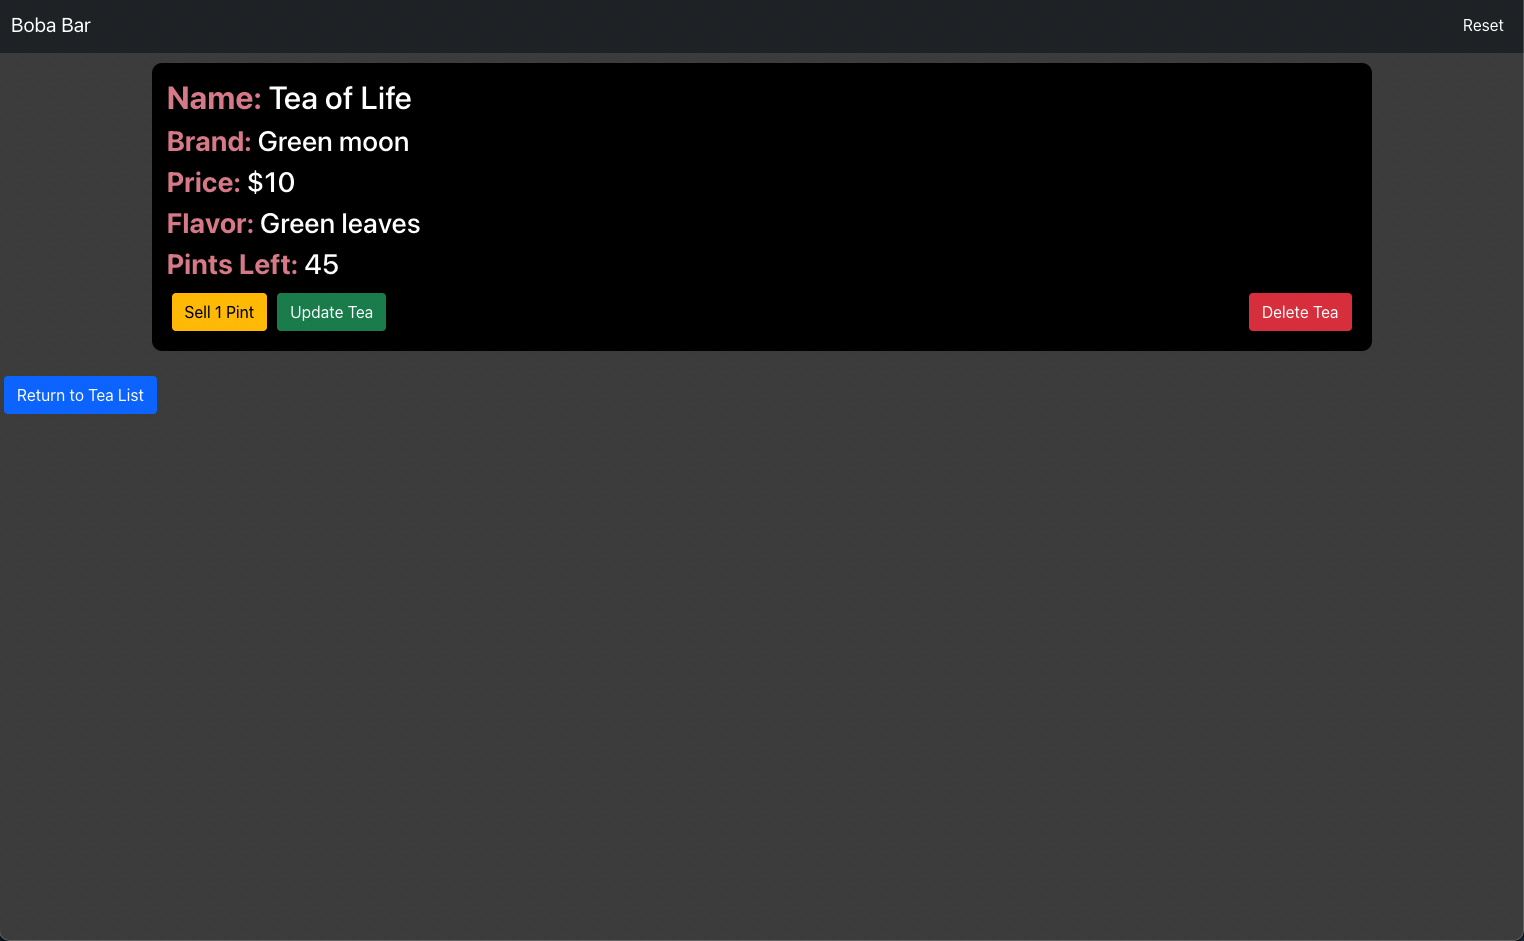 Boba Bar Reset
Name: Tea of Life
Brand: Green moon
Price: $10
Flavor: Green leaves
Pints Left: 45
Sell 1 Pint Update Tea Delete Tea
Return to Tea List